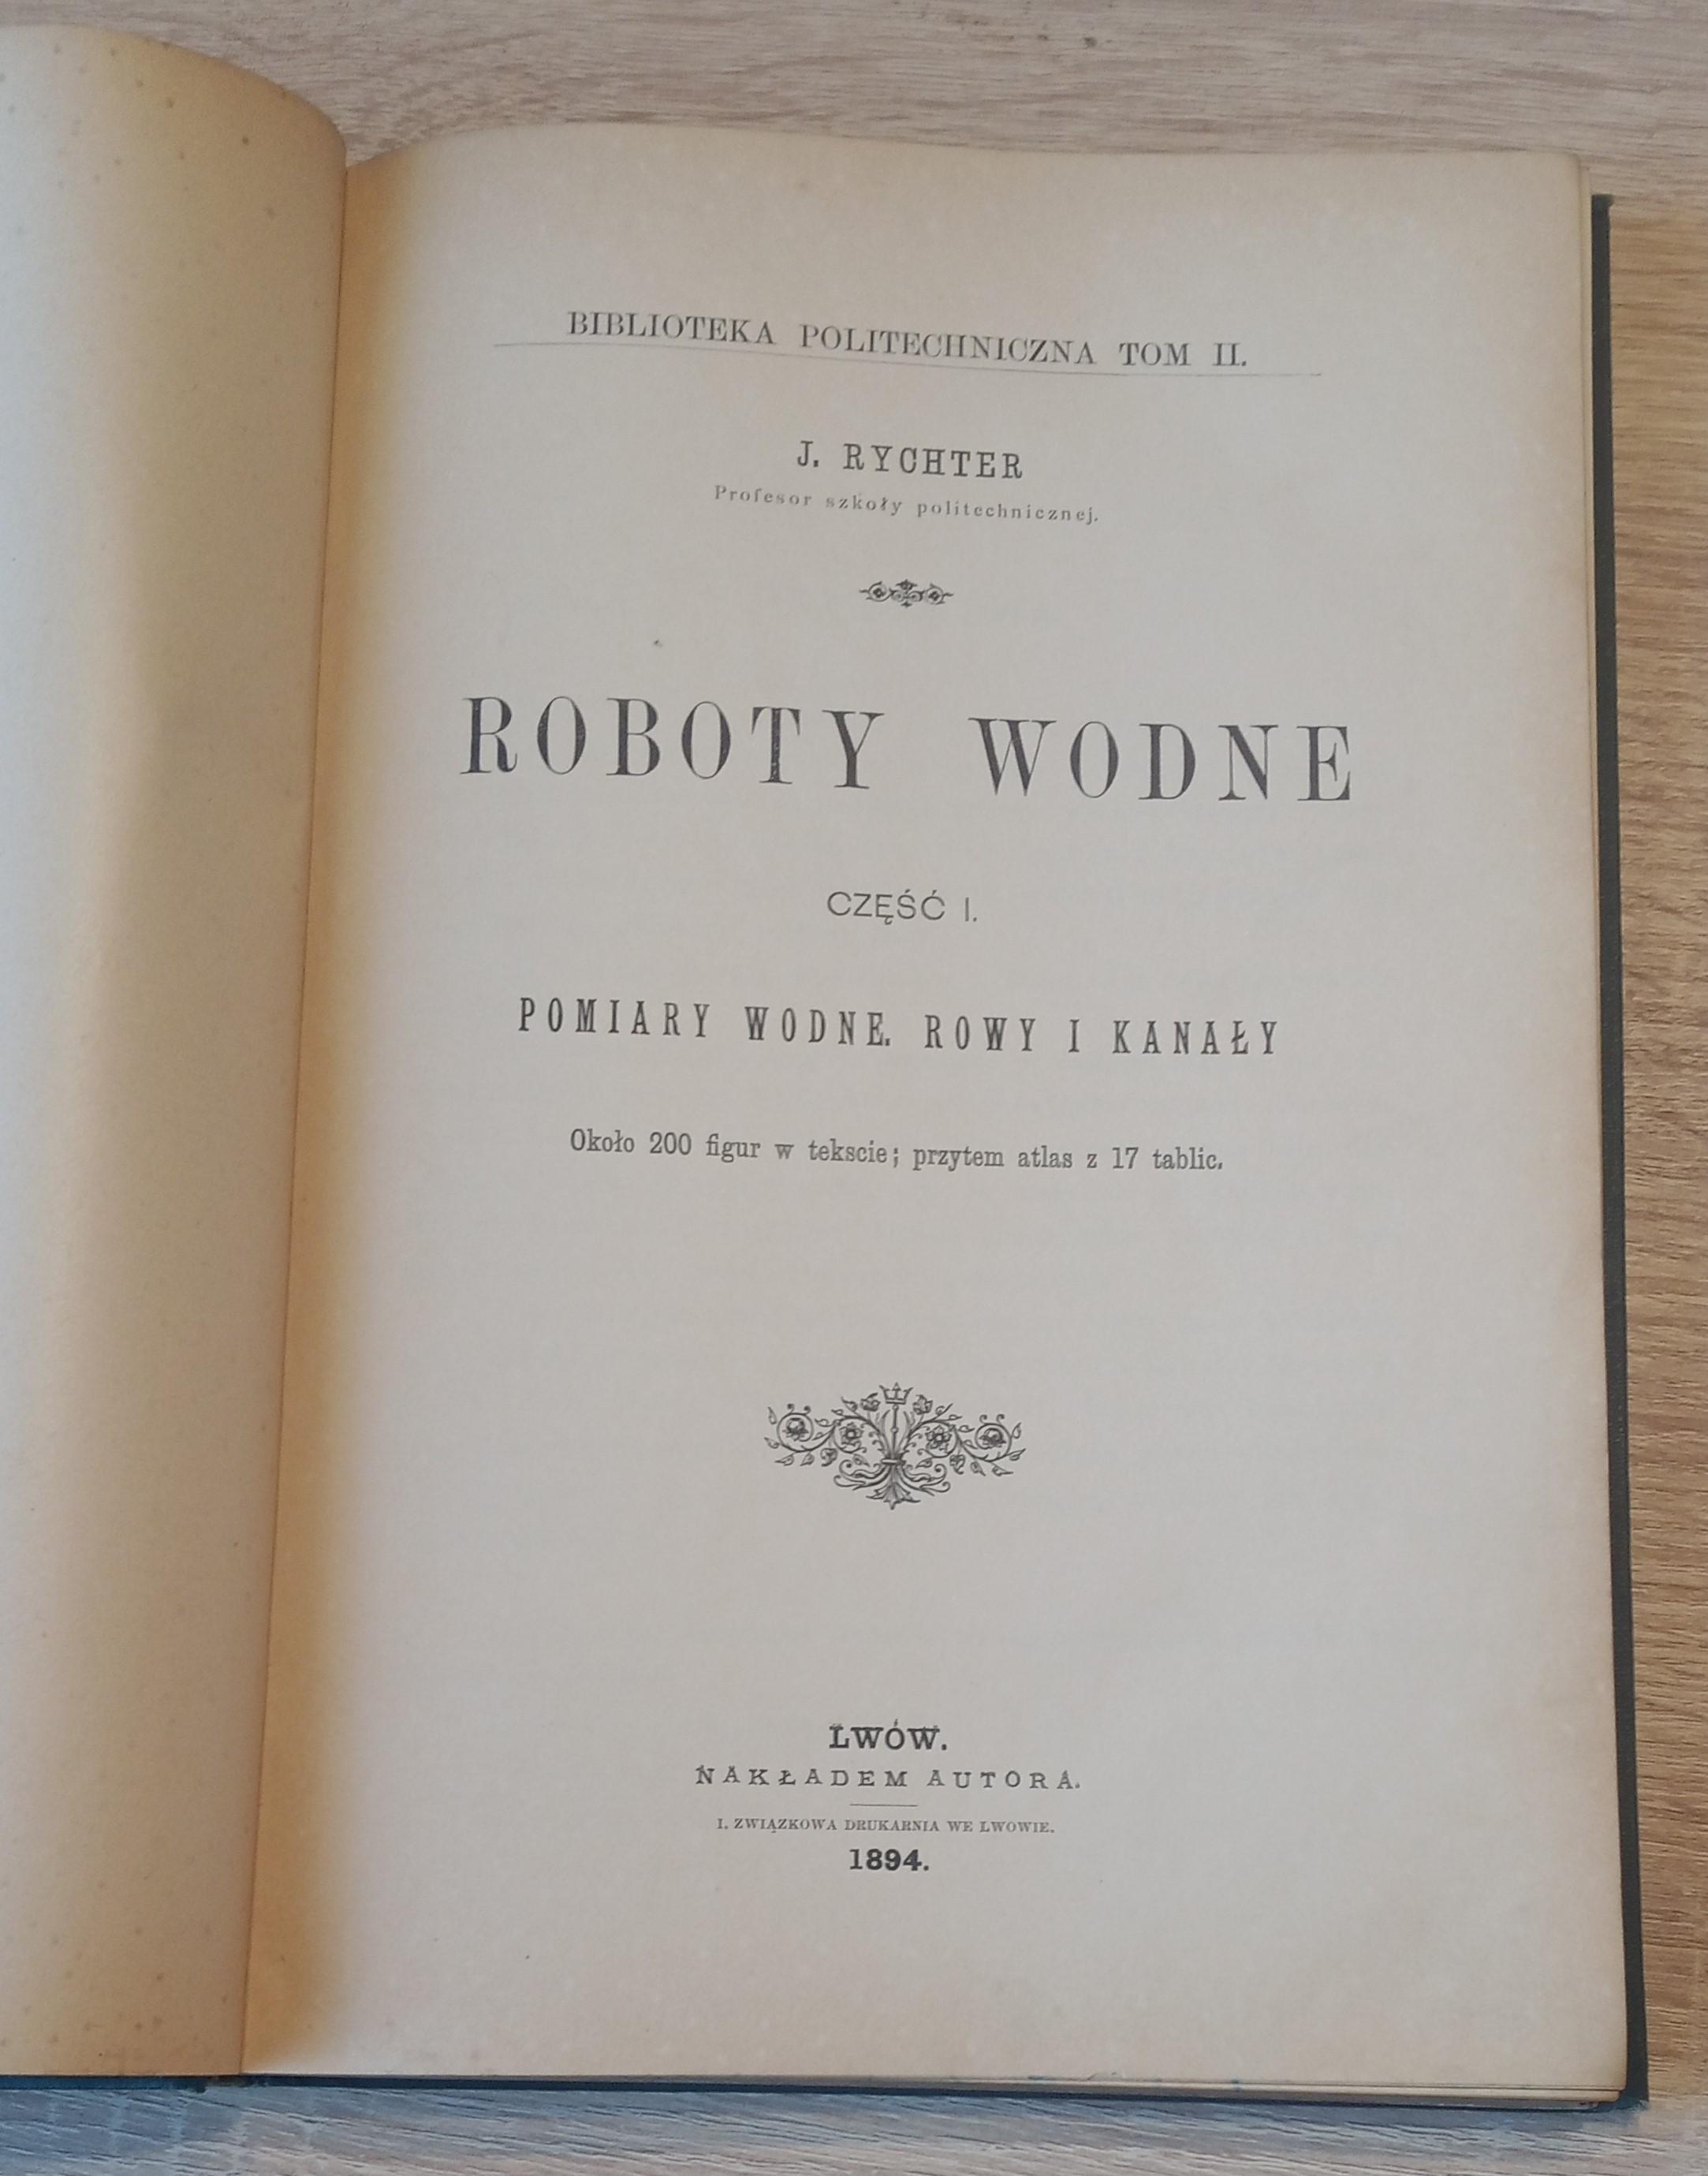 BIBLIOTEKA POLITECHNICZNA TOM II.
J. RYCHTER
Profesor szkoły politechnicznej.
ROBOTY WODNE
CZĘŚĆ I.
POMIARY WODNE. ROWY I KANAŁY
Około 200 figur w tekscie; przytem atlas z 17 tablic.
LWÓW.
NAKŁADEM AUTORA.
I. ZWIĄZKOWA DRUKARNIA WE LWOWIE.
1894.